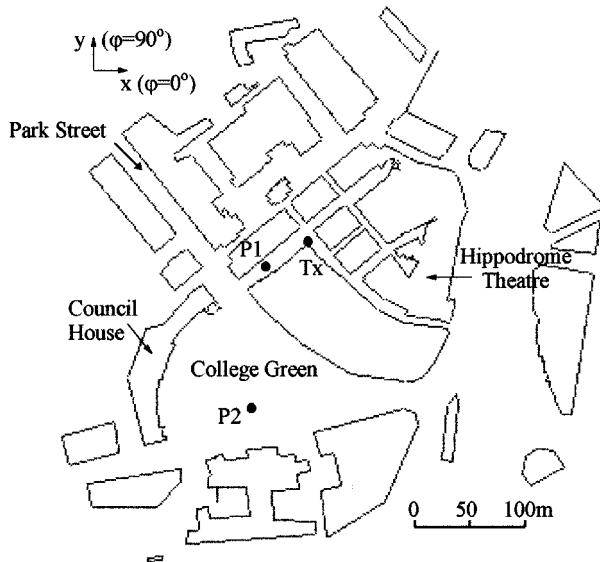 y (φ=90°)
x (φ=0°)
Park Street
P1
Tx
Hippodrome
Theatre
Council
House
College Green
P2
0 50 100m